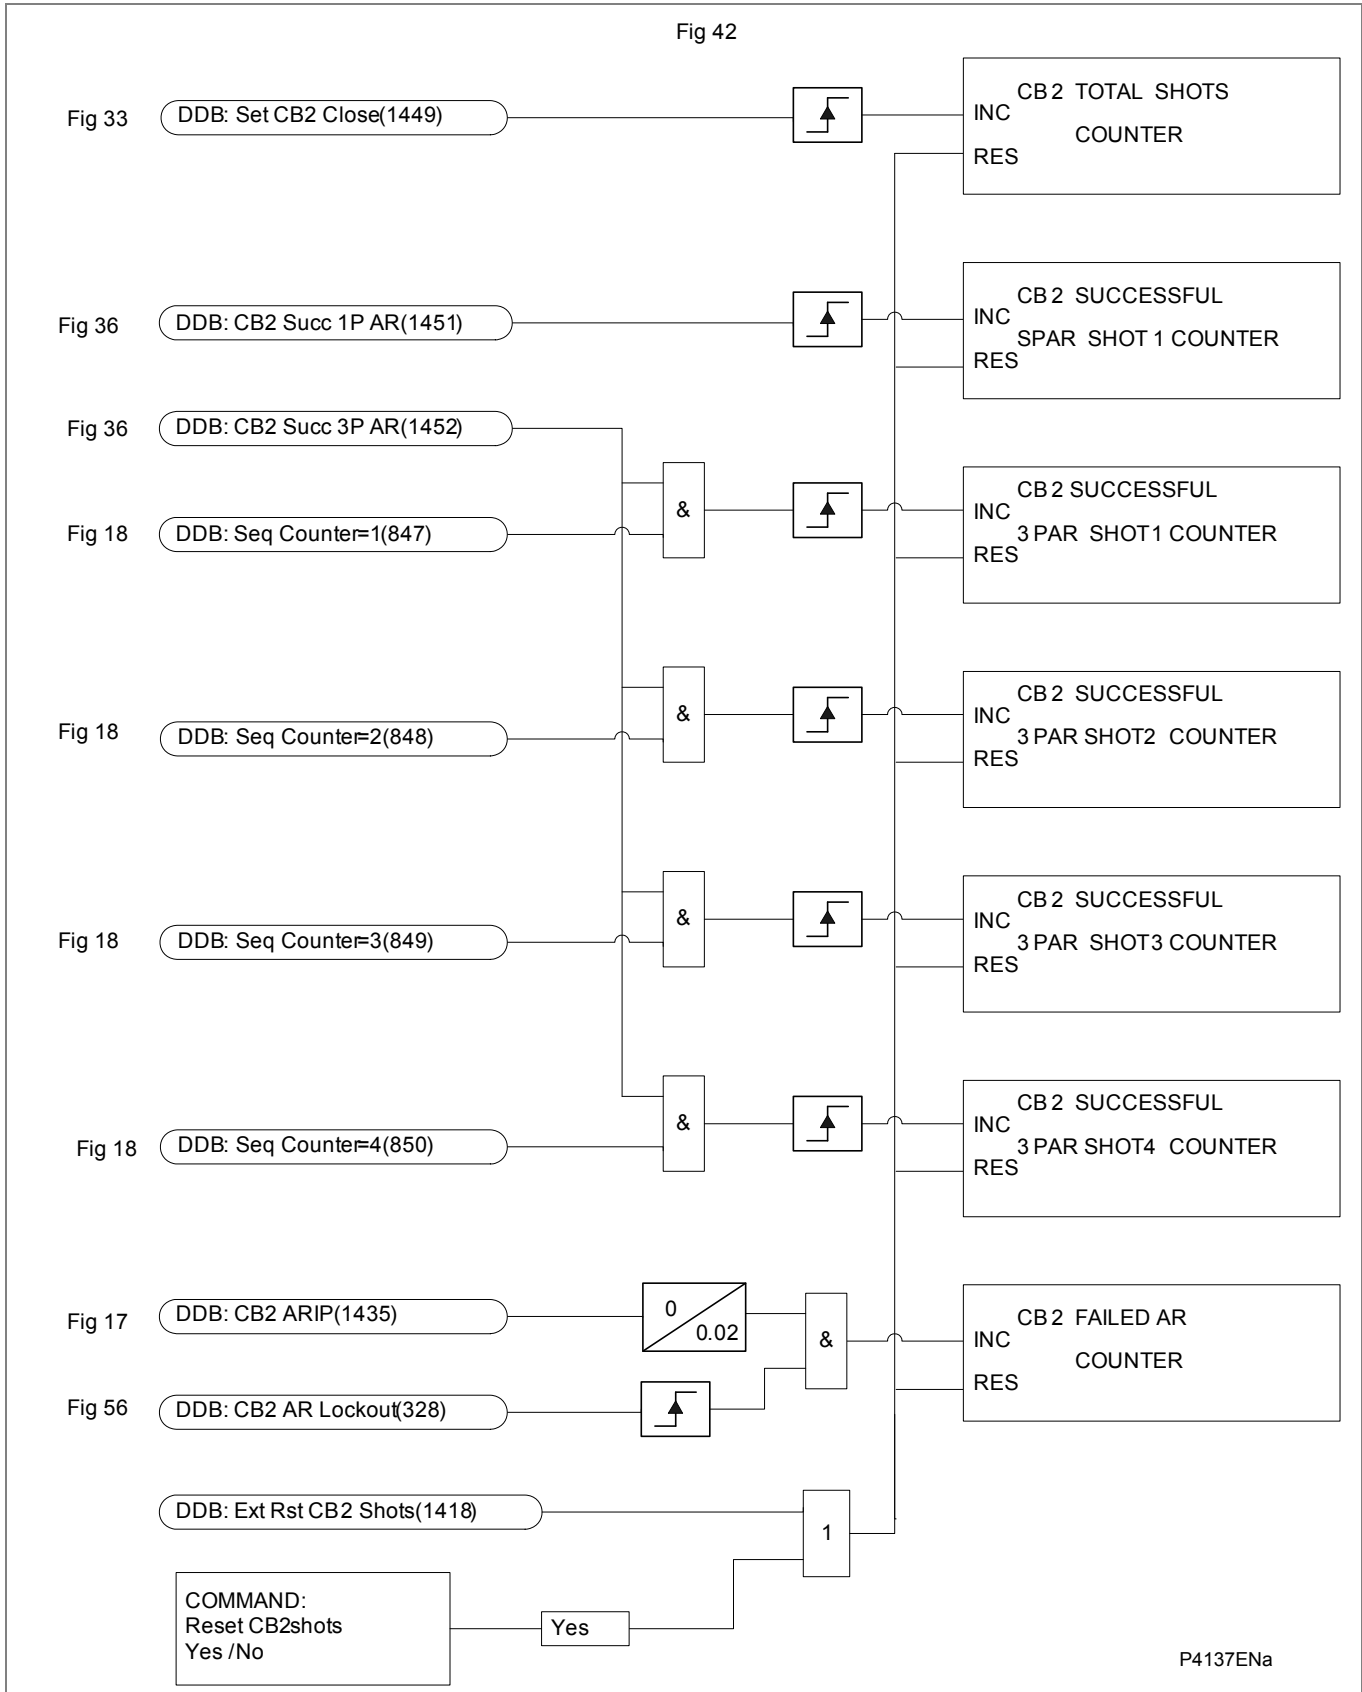 Fig 42
Fig 33
DDB: Set CB2 Close(1449)
INC
CB2 TOTAL SHOTS
COUNTER
RES
Fig 36
DDB: CB2 Succ 1P AR(1451)
INC
CB2 SUCCESSFUL
SPAR SHOT 1 COUNTER
RES
Fig 36
DDB: CB2 Succ 3P AR(1452)
Fig 18
DDB: Seq Counter=1(847)
&
INC
CB2 SUCCESSFUL
3 PAR SHOT1 COUNTER
RES
Fig 18
DDB: Seq Counter=2(848)
&
INC
CB2 SUCCESSFUL
3 PAR SHOT2 COUNTER
RES
Fig 18
DDB: Seq Counter=3(849)
&
INC
CB2 SUCCESSFUL
3 PAR SHOT3 COUNTER
RES
Fig 18
DDB: Seq Counter=4(850)
&
INC
CB2 SUCCESSFUL
3 PAR SHOT4 COUNTER
RES
Fig 17
DDB: CB2 ARIP(1435)
0
0.02
&
INC
CB2 FAILED AR
COUNTER
RES
Fig 56
DDB: CB2 AR Lockout(328)
DDB: Ext Rst CB2 Shots(1418)
1
COMMAND:
Reset CB2shots
Yes /No
Yes
P4137ENa